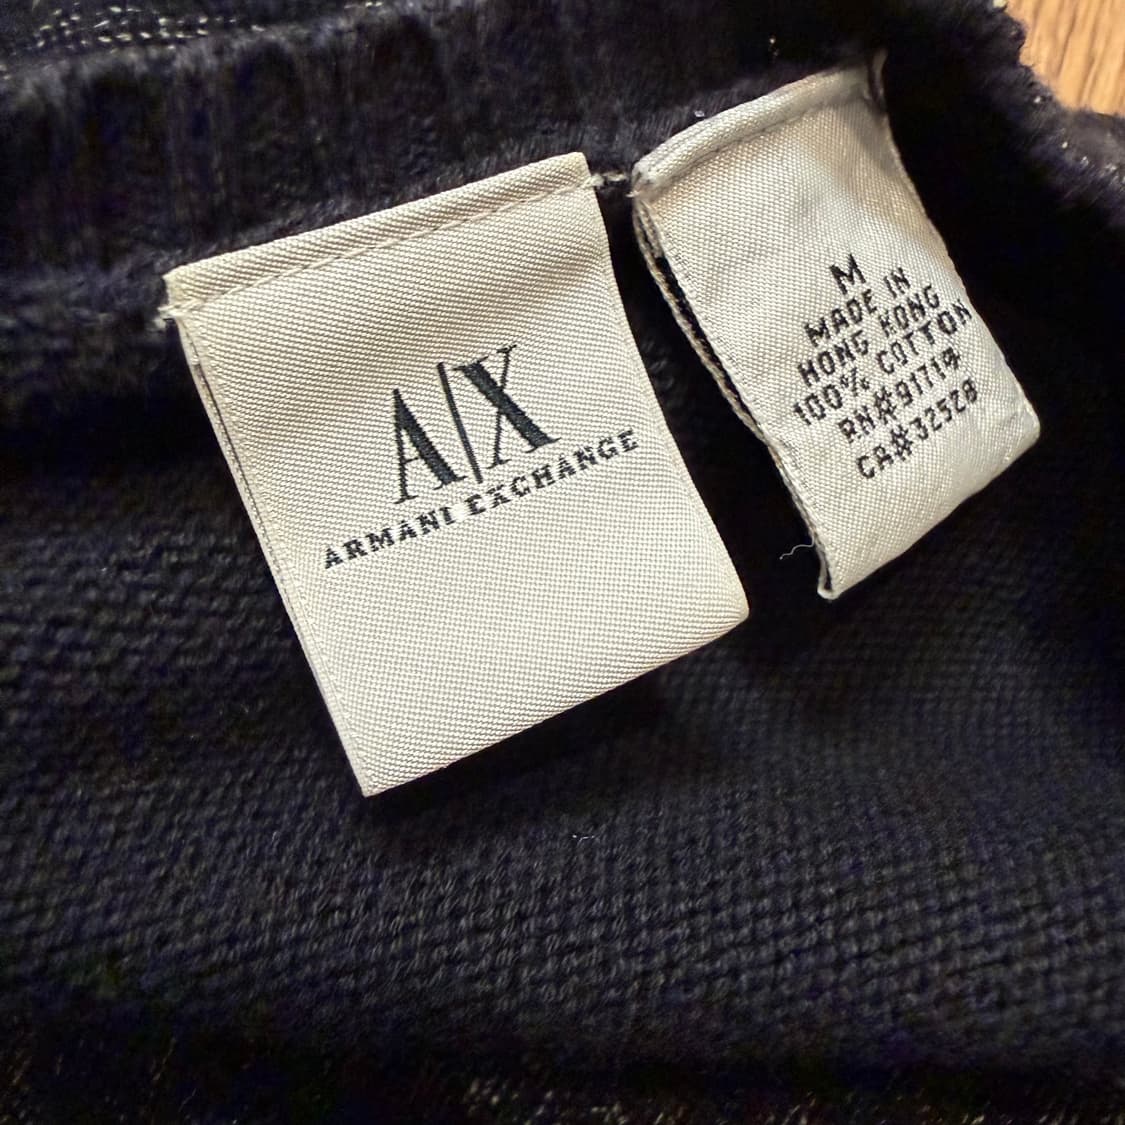 A|X
ARMANI EXCHANGE
M
MADE IN
HONG KONG
100% COTTON
RN#91719
CA#32528